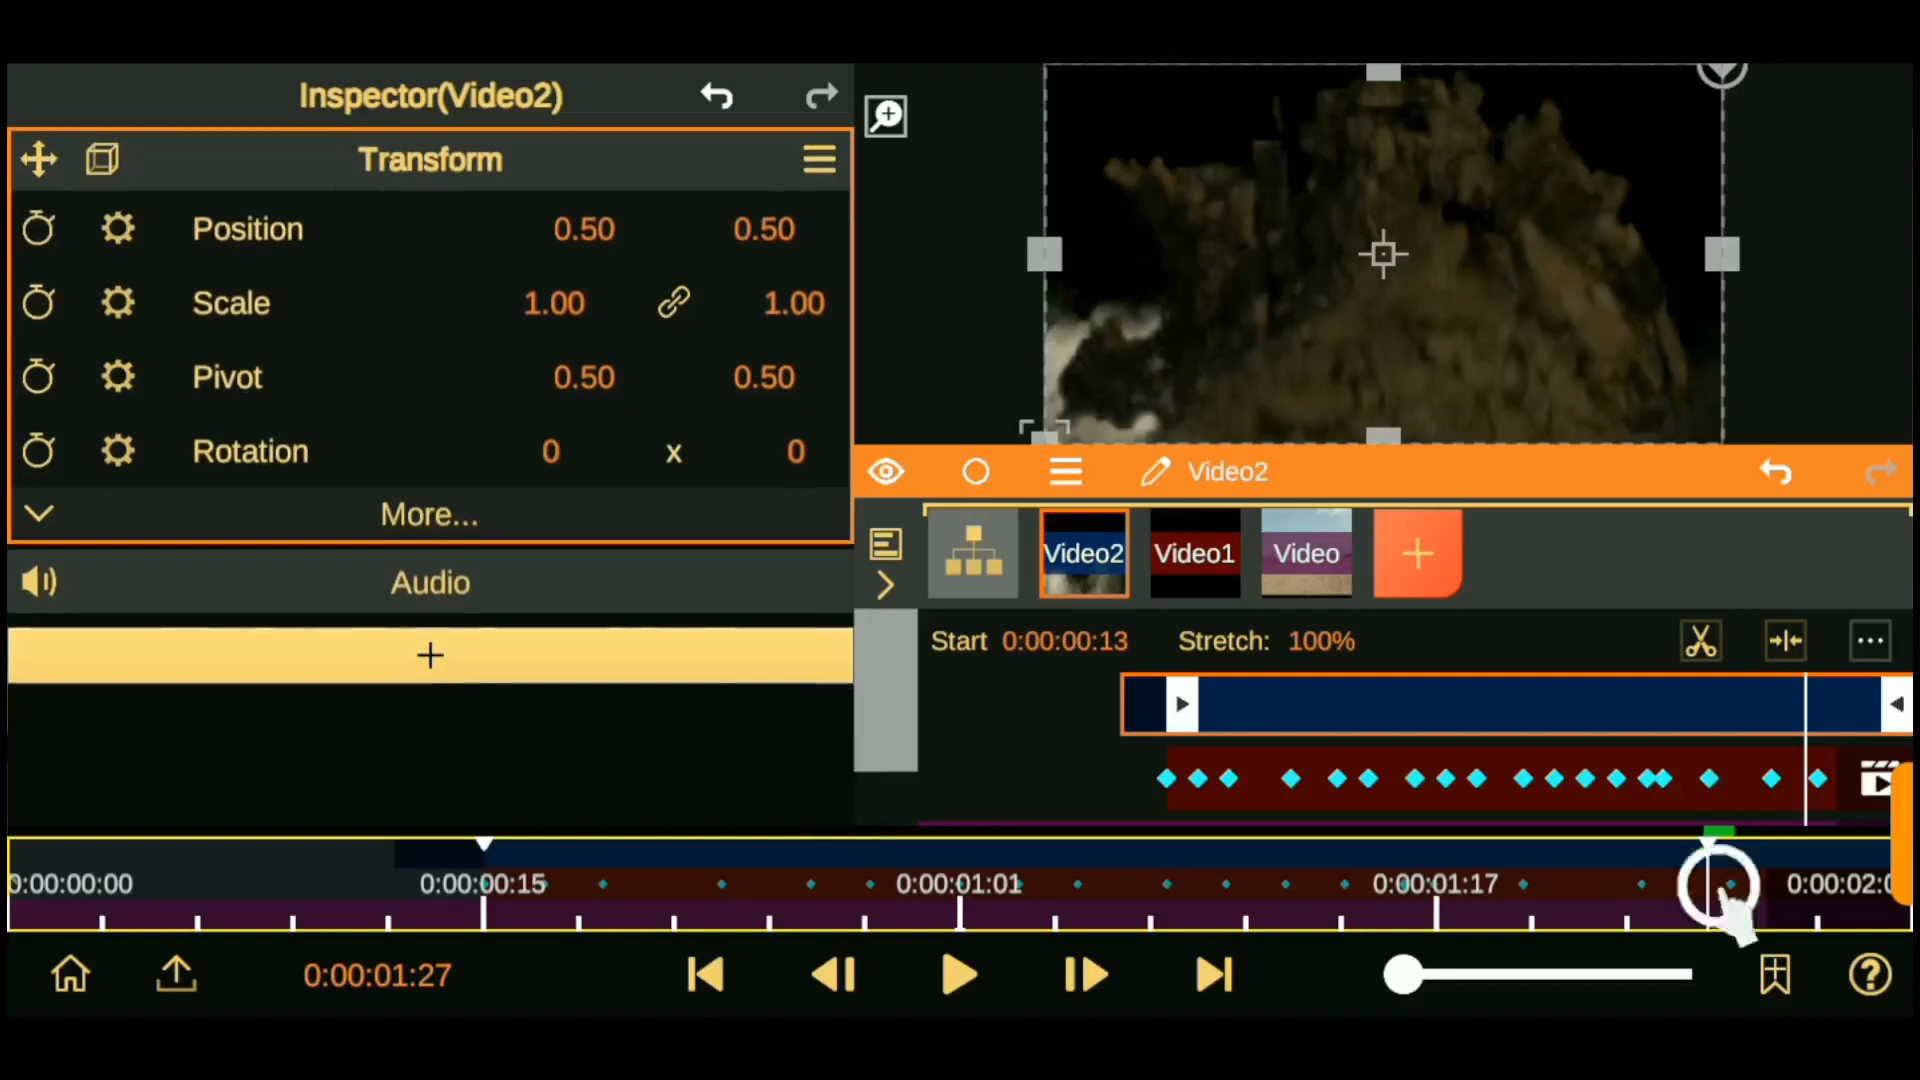 Inspector(Video2)
Transform
Position 0.50 0.50
Scale 1.00 1.00
Pivot 0.50 0.50
Rotation 0 x 0
More...
Audio
+
Video2
Video2 Video1 Video +
Start 0:00:00:13 Stretch: 100%
0:00:00:00 0:00:00:15 0:00:01:01 0:00:01:17 0:00:02:0
0:00:01:27